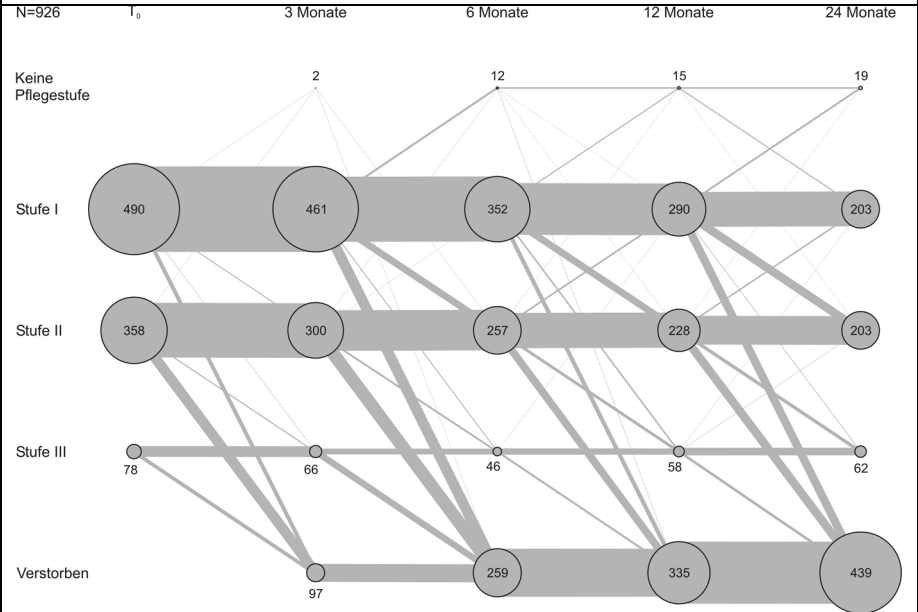 N=926 T₀ 3 Monate 6 Monate 12 Monate 24 Monate
Keine
Pflegestufe
2 12 15 19
Stufe I 490 461 352 290 203
Stufe II 358 300 257 228 203
Stufe III
78 66 46 58 62
Verstorben 259 335 439
97